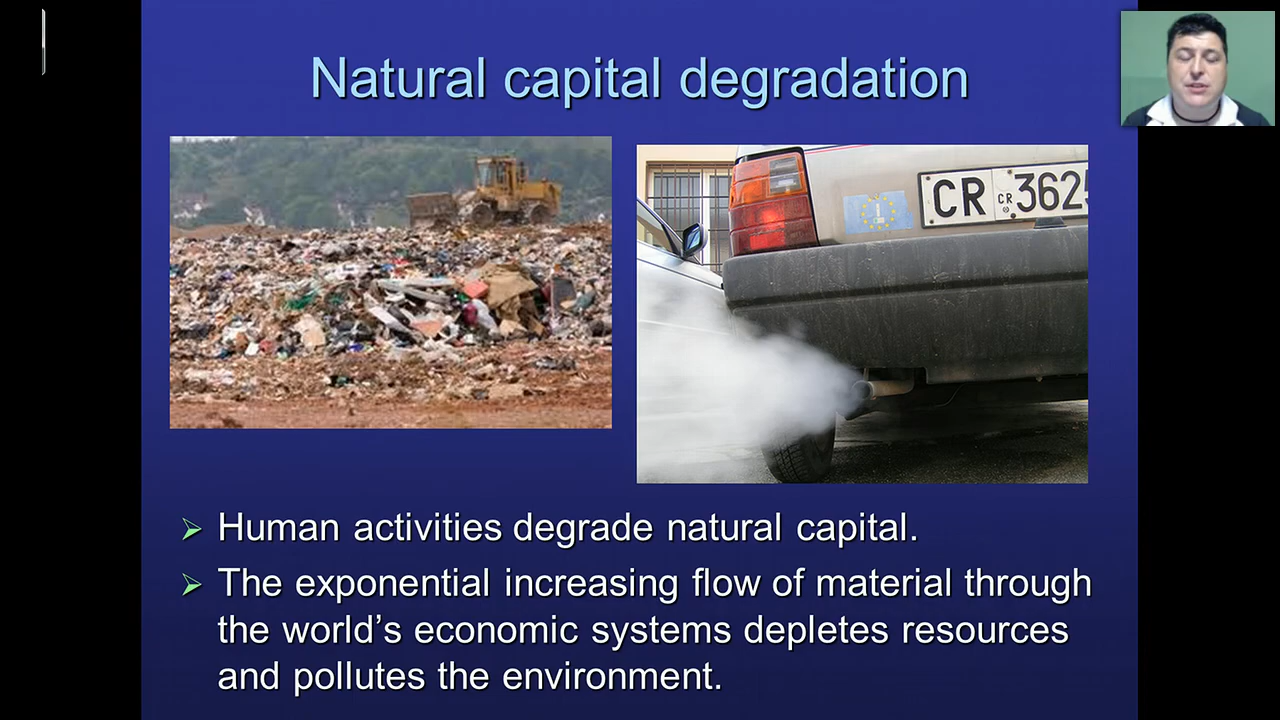 Natural capital degradation
CR CR 362
Human activities degrade natural capital.
The exponential increasing flow of material through
the world’s economic systems depletes resources
and pollutes the environment.